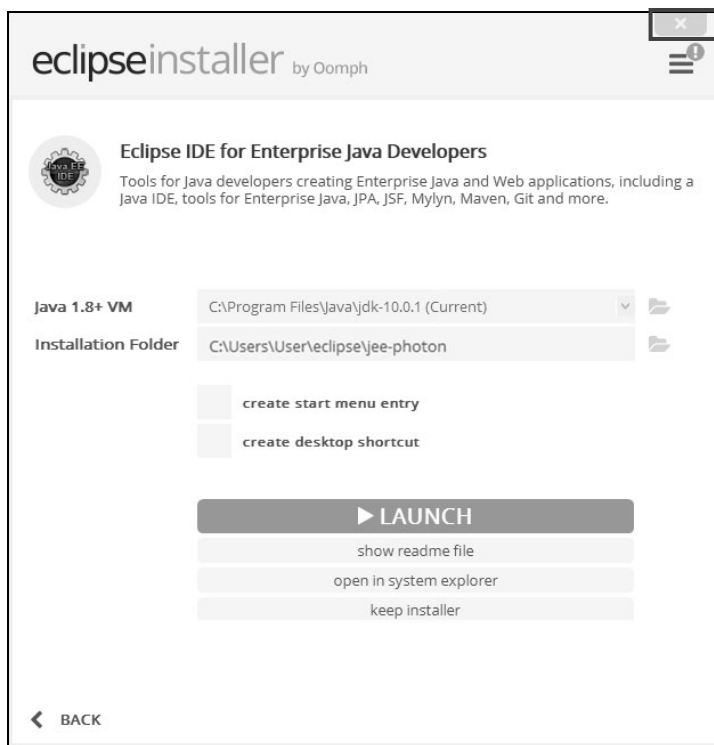 eclipseinstaller by Oomph
Java EE
IDE
Eclipse IDE for Enterprise Java Developers
Tools for Java developers creating Enterprise Java and Web applications, including a
Java IDE, tools for Enterprise Java, JPA, JSF, Mylyn, Maven, Git and more.
Java 1.8+ VM C:\Program Files\Java\jdk-10.0.1 (Current)
Installation Folder C:\Users\User\eclipse\jee-photon
create start menu entry
create desktop shortcut
LAUNCH
show readme file
open in system explorer
keep installer
BACK